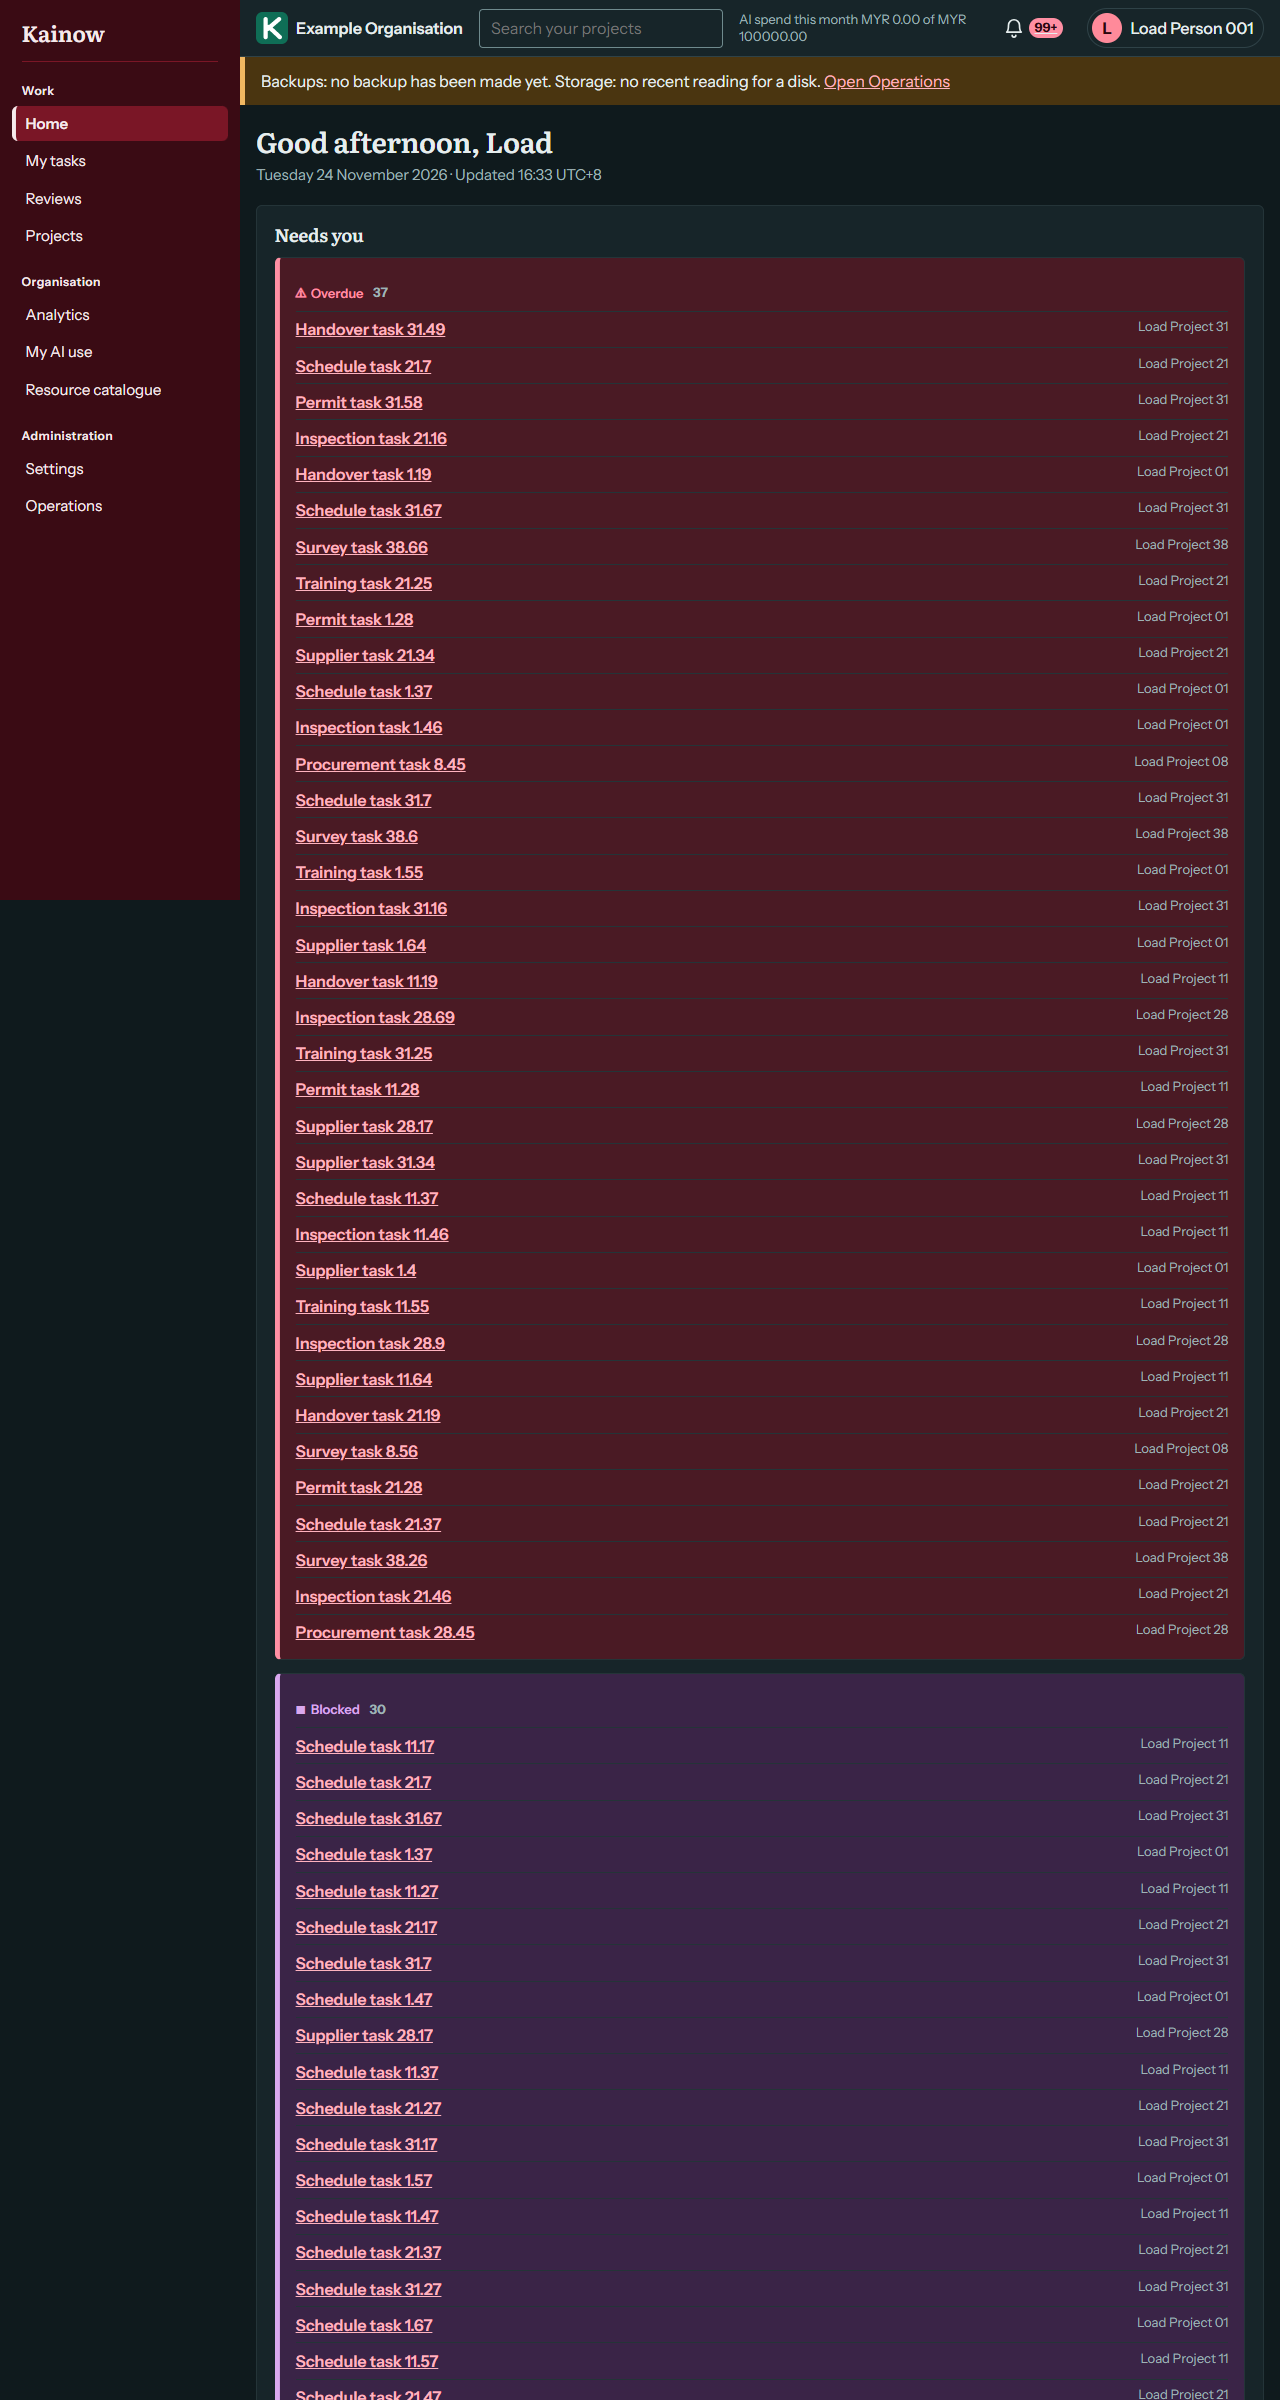 Kainow
Work
Home
My tasks
Reviews
Projects
Organisation
Analytics
My AI use
Resource catalogue
Administration
Settings
Operations
K Example Organisation
Search your projects
AI spend this month MYR 0.00 of MYR
100000.00
99+
L Load Person 001
Backups: no backup has been made yet. Storage: no recent reading for a disk. Open Operations
Good afternoon, Load
Tuesday 24 November 2026 · Updated 16:33 UTC+8
Needs you
Overdue 37
Handover task 31.49 Load Project 31
Schedule task 21.7 Load Project 21
Permit task 31.58 Load Project 31
Inspection task 21.16 Load Project 21
Handover task 1.19 Load Project 01
Schedule task 31.67 Load Project 31
Survey task 38.66 Load Project 38
Training task 21.25 Load Project 21
Permit task 1.28 Load Project 01
Supplier task 21.34 Load Project 21
Schedule task 1.37 Load Project 01
Inspection task 1.46 Load Project 01
Procurement task 8.45 Load Project 08
Schedule task 31.7 Load Project 31
Survey task 38.6 Load Project 38
Training task 1.55 Load Project 01
Inspection task 31.16 Load Project 31
Supplier task 1.64 Load Project 01
Handover task 11.19 Load Project 11
Inspection task 28.69 Load Project 28
Training task 31.25 Load Project 31
Permit task 11.28 Load Project 11
Supplier task 28.17 Load Project 28
Supplier task 31.34 Load Project 31
Schedule task 11.37 Load Project 11
Inspection task 11.46 Load Project 11
Supplier task 1.4 Load Project 01
Training task 11.55 Load Project 11
Inspection task 28.9 Load Project 28
Supplier task 11.64 Load Project 11
Handover task 21.19 Load Project 21
Survey task 8.56 Load Project 08
Permit task 21.28 Load Project 21
Schedule task 21.37 Load Project 21
Survey task 38.26 Load Project 38
Inspection task 21.46 Load Project 21
Procurement task 28.45 Load Project 28
Blocked 30
Schedule task 11.17 Load Project 11
Schedule task 21.7 Load Project 21
Schedule task 31.67 Load Project 31
Schedule task 1.37 Load Project 01
Schedule task 11.27 Load Project 11
Schedule task 21.17 Load Project 21
Schedule task 31.7 Load Project 31
Schedule task 1.47 Load Project 01
Supplier task 28.17 Load Project 28
Schedule task 11.37 Load Project 11
Schedule task 21.27 Load Project 21
Schedule task 31.17 Load Project 31
Schedule task 1.57 Load Project 01
Schedule task 11.47 Load Project 11
Schedule task 21.37 Load Project 21
Schedule task 31.27 Load Project 31
Schedule task 1.67 Load Project 01
Schedule task 11.57 Load Project 11
Schedule task 21.47 Load Project 21